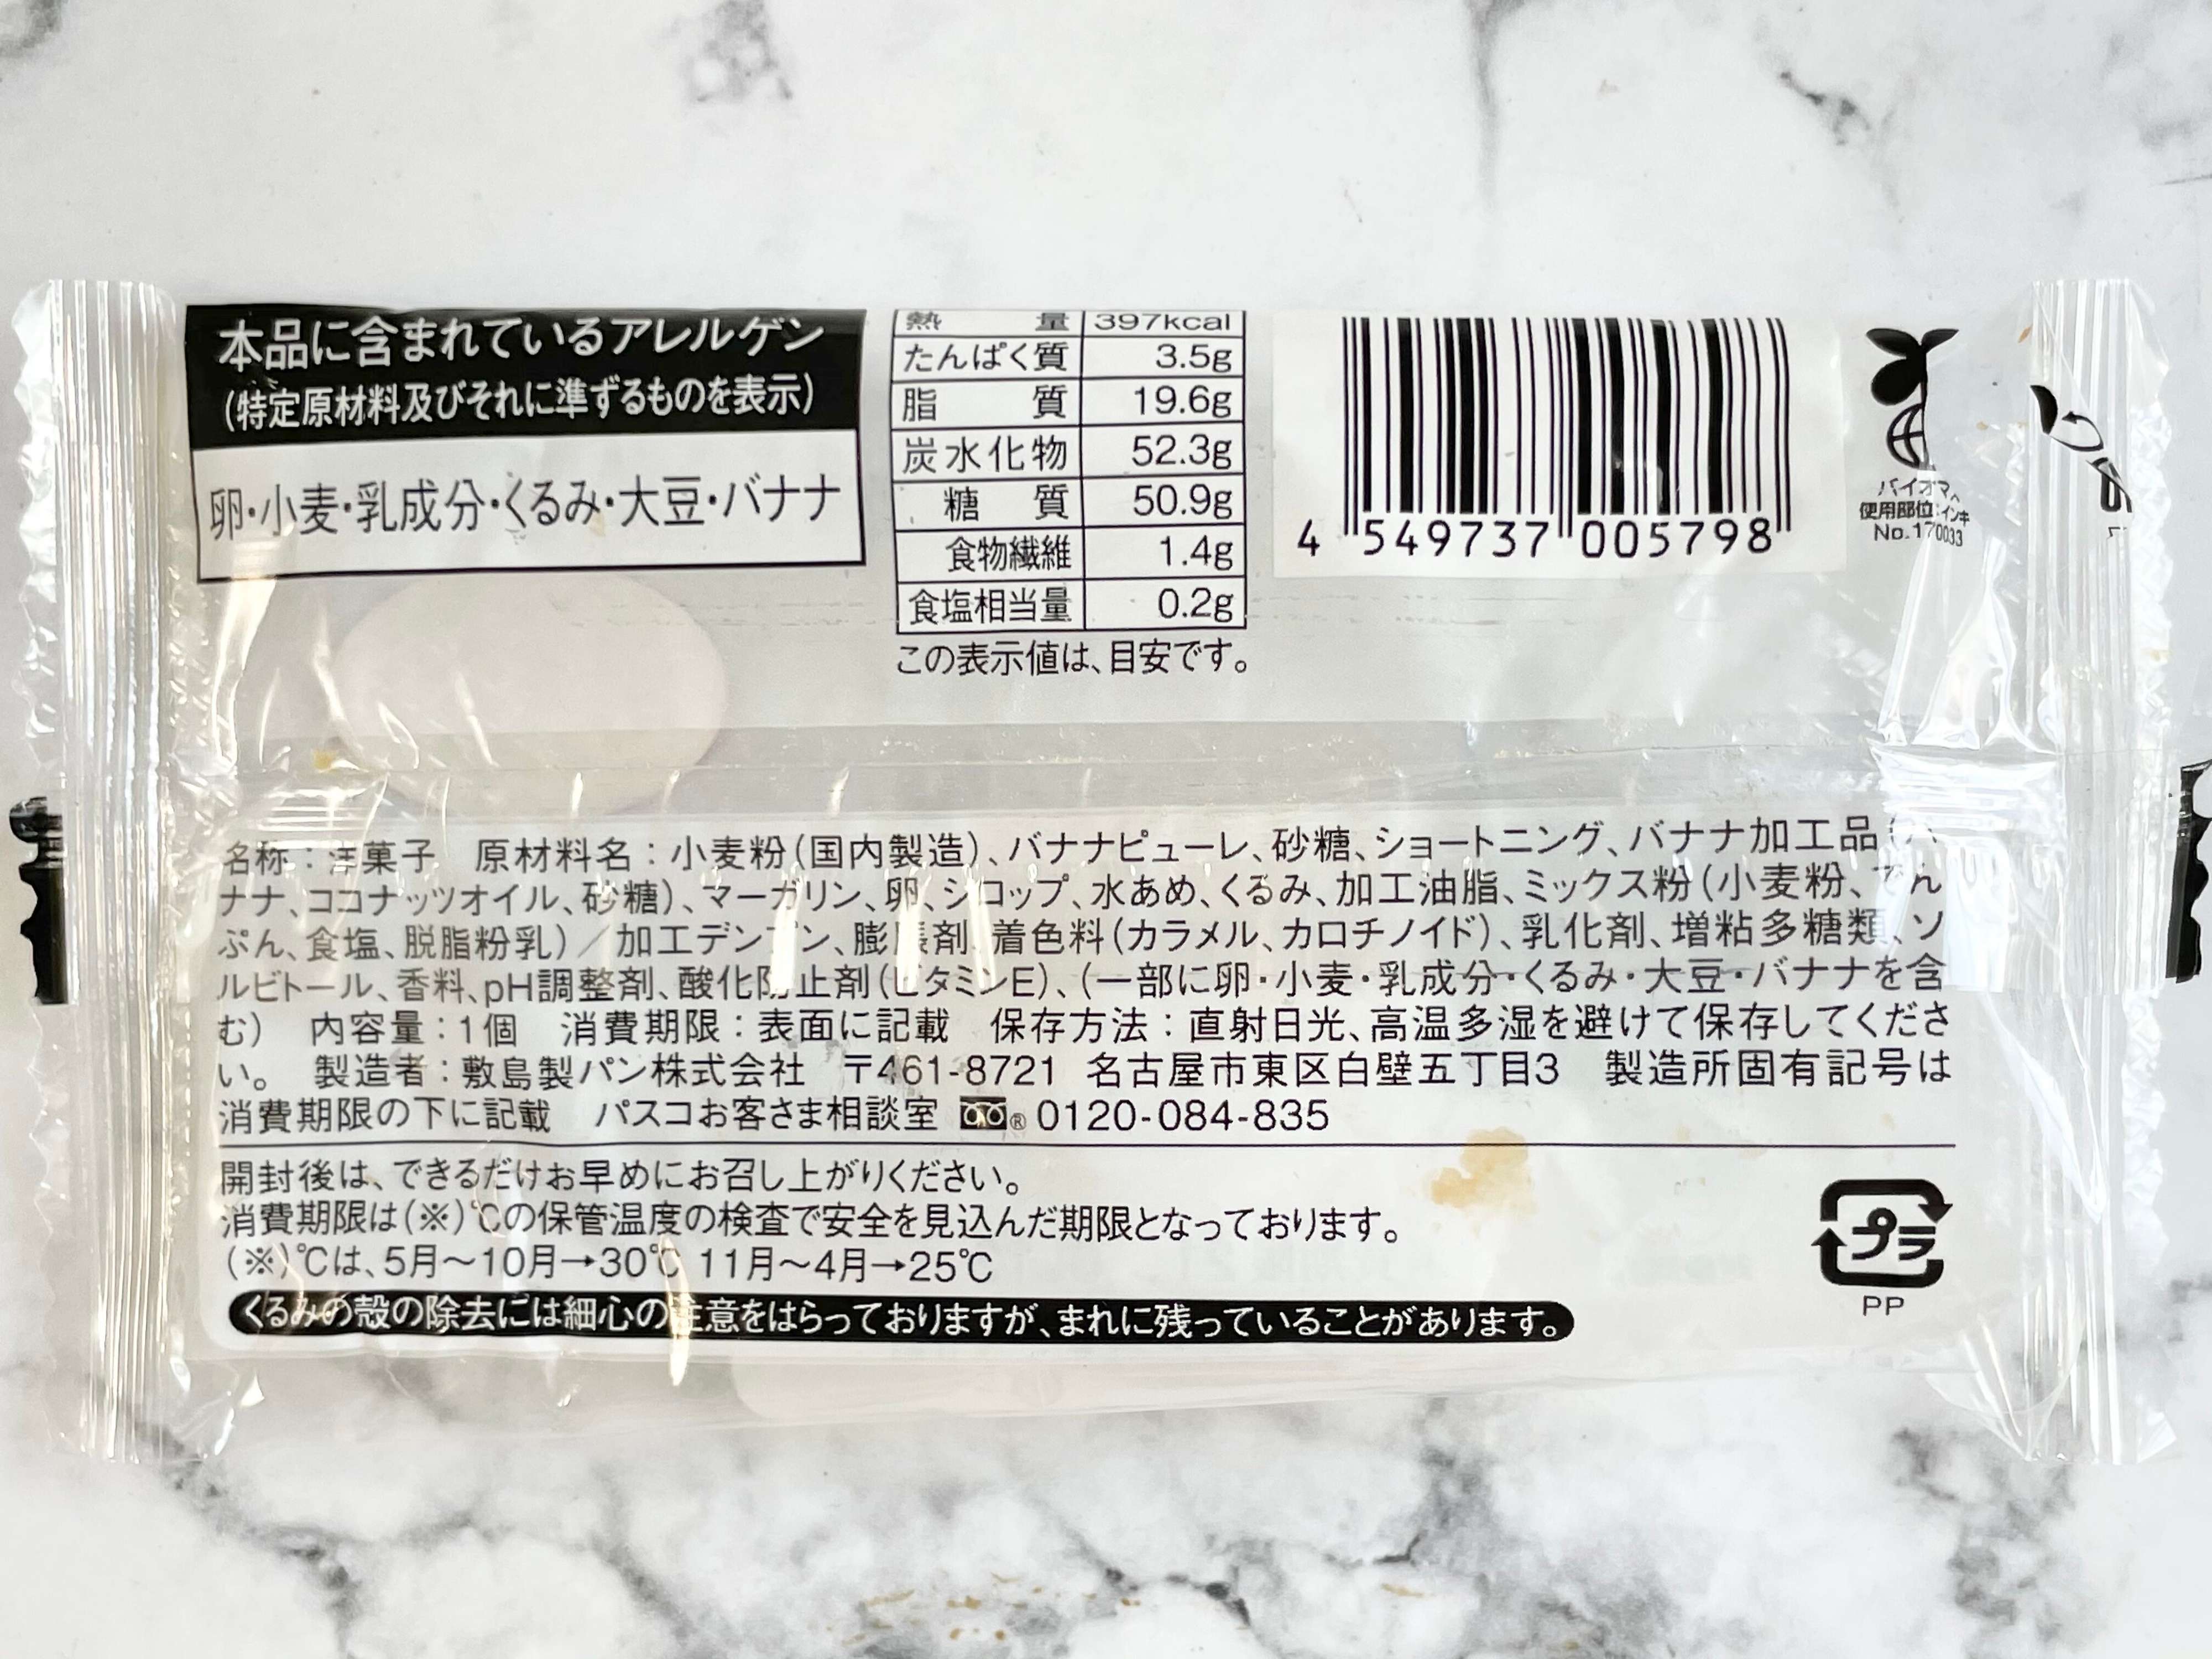 本品に含まれているアレルゲン
(特定原材料及びそれに準ずるものを表示)
卵・小麦・乳成分・くるみ・大豆・バナナ
熱量 397kcal
たんぱく質 3.5g
脂質 19.6g
炭水化物 52.3g
糖質 50.9g
食物繊維 1.4g
食塩相当量 0.2g
この表示値は、目安です。
4 549737 005798
バイオマ
使用部位:インキ
No.170033
名称:洋菓子 原材料名:小麦粉(国内製造)、バナナピューレ、砂糖、ショートニング、バナナ加工品(バ
ナナ、ココナッツオイル、砂糖)、マーガリン、卵、シロップ、水あめ、くるみ、加工油脂、ミックス粉(小麦粉、でん
ぷん、食塩、脱脂粉乳)/加工デンプン、膨張剤、着色料(カラメル、カロチノイド)、乳化剤、増粘多糖類、ソ
ルビトール、香料、pH調整剤、酸化防止剤(ビタミンE)、(一部に卵・小麦・乳成分・くるみ・大豆・バナナを含
む) 内容量:1個 消費期限:表面に記載 保存方法:直射日光、高温多湿を避けて保存してくださ
い。 製造者:敷島製パン株式会社 〒461-8721 名古屋市東区白壁五丁目3 製造所固有記号は
消費期限の下に記載 パスコお客さま相談室 ® 0120-084-835
開封後は、できるだけお早めにお召し上がりください。
消費期限は(※)℃の保管温度の検査で安全を見込んだ期限となっております。
(※)℃は、5月～10月→30℃ 11月～4月→25℃
くるみの殻の除去には細心の注意をはらっておりますが、まれに残っていることがあります。
プラ
PP